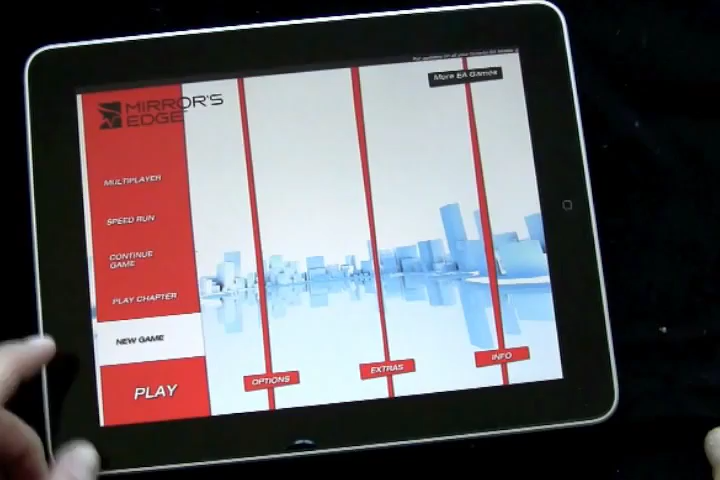 More EA Games
MIRROR'S
EDGE
MULTIPLAYER
SPEED RUN
CONTINUE
GAME
PLAY CHAPTER
NEW GAME
PLAY
OPTIONS
EXTRAS
INFO